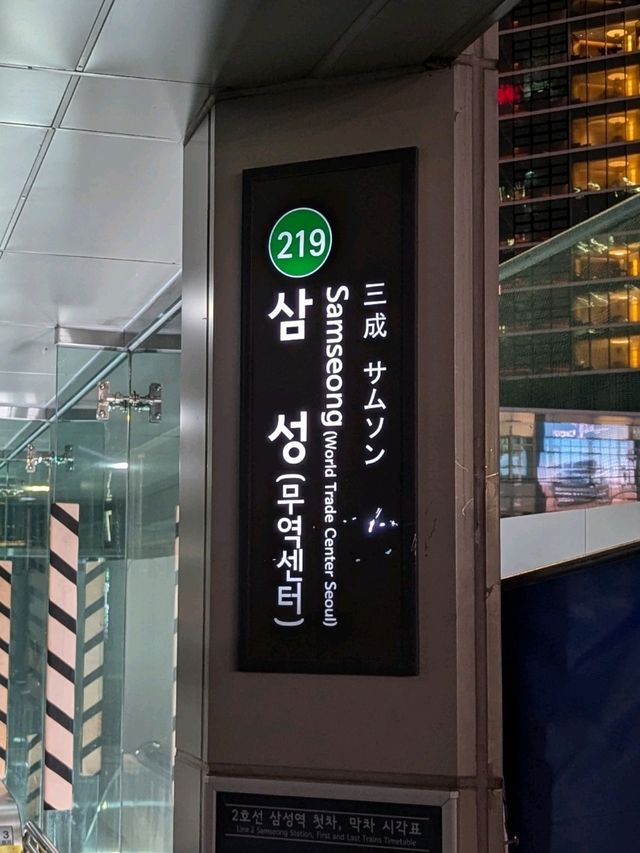 219
삼 성 (무역센터)
Samseong (World Trade Center Seoul)
三成 サムソン
2호선 삼성역 첫차, 막차 시각표
Line 2 Samseong Station, First and Last Trains Timetable
3